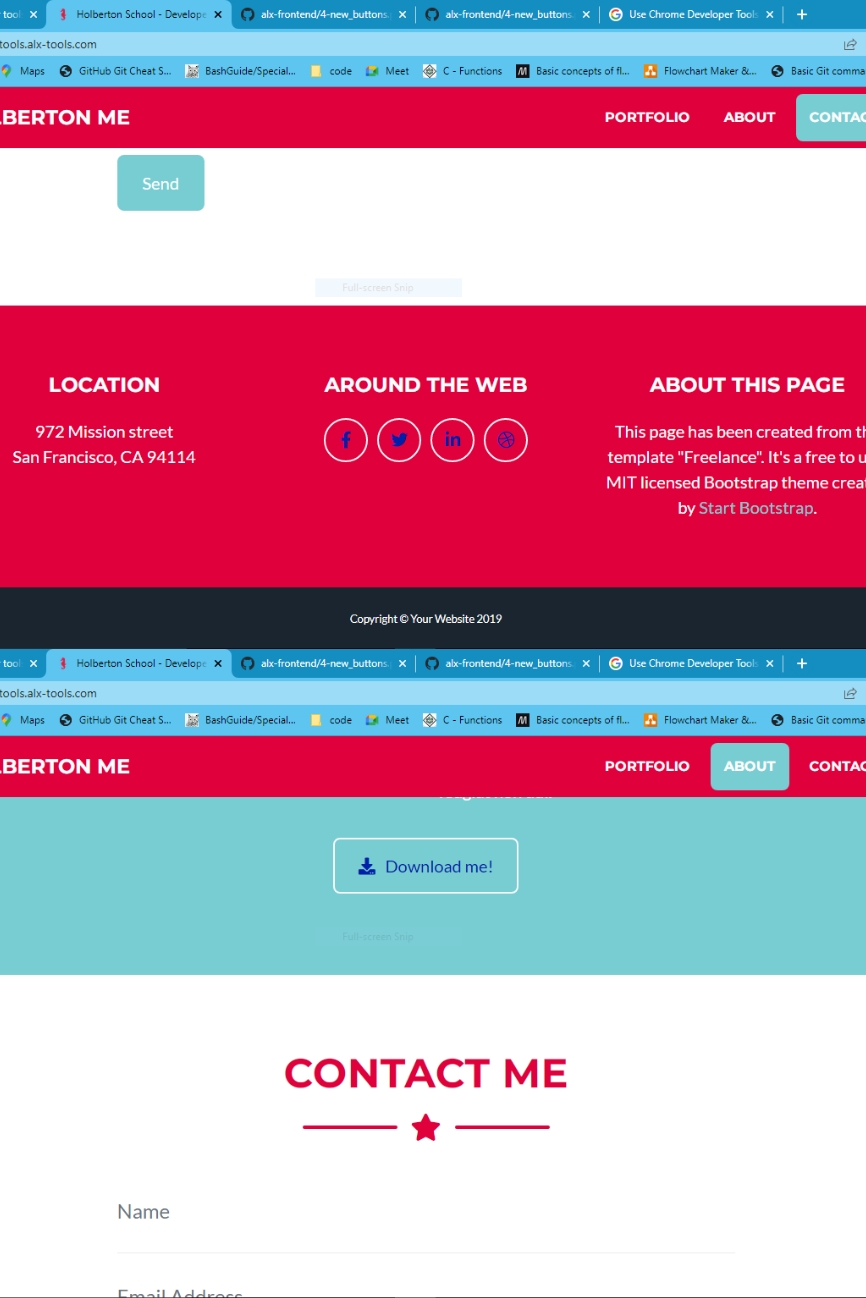 tool Holberton School - Develope alx-frontend/4-new_buttons. alx-frontend/4-new_buttons. Use Chrome Developer Tools
tools.alx-tools.com
Maps GitHub Git Cheat S... BashGuide/Special... code Meet C - Functions Basic concepts of fl... Flowchart Maker &... Basic Git comma
LBERTON ME PORTFOLIO ABOUT CONTAC
Send
Full-screen Snip
LOCATION
972 Mission street
San Francisco, CA 94114
AROUND THE WEB
ABOUT THIS PAGE
This page has been created from th
template "Freelance". It's a free to u
MIT licensed Bootstrap theme creat
by Start Bootstrap.
Copyright © Your Website 2019
tool Holberton School - Develope alx-frontend/4-new_buttons. alx-frontend/4-new_buttons. Use Chrome Developer Tools
tools.alx-tools.com
Maps GitHub Git Cheat S... BashGuide/Special... code Meet C - Functions Basic concepts of fl... Flowchart Maker &... Basic Git comma
LBERTON ME PORTFOLIO ABOUT CONTAC
Download me!
Full-screen Snip
CONTACT ME
Name
Email Address